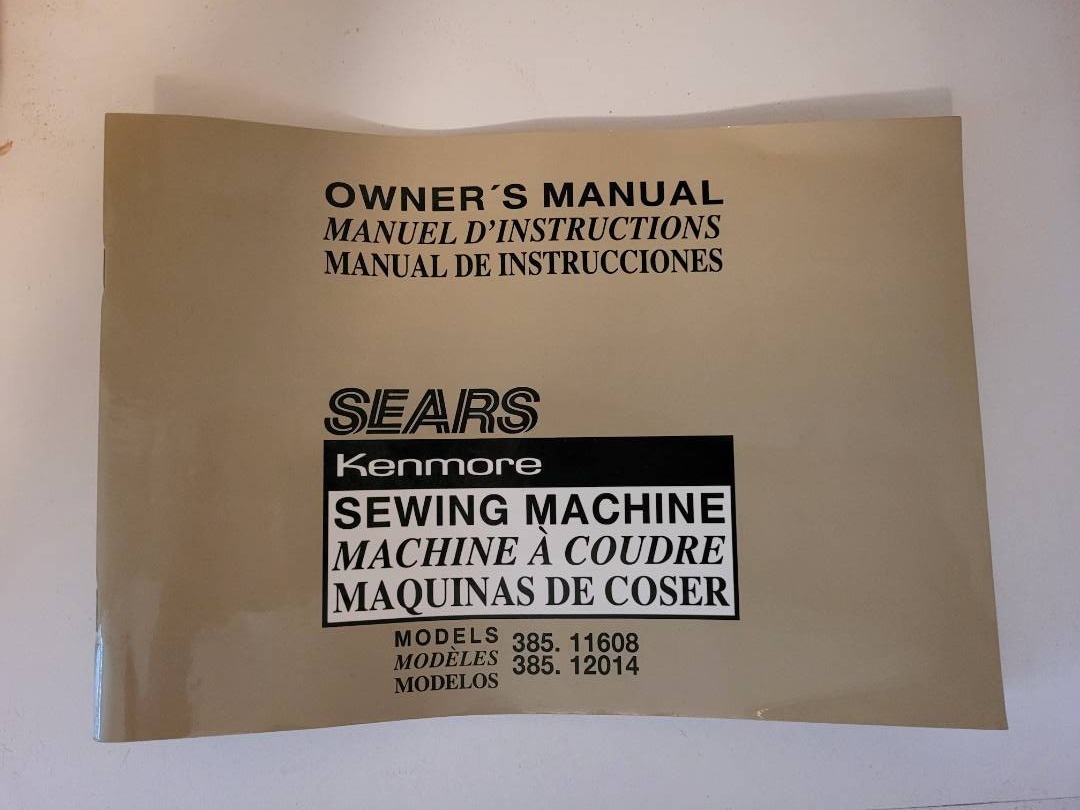 OWNER´S MANUAL
MANUEL D'INSTRUCTIONS
MANUAL DE INSTRUCCIONES
SEARS
Kenmore
SEWING MACHINE
MACHINE À COUDRE
MAQUINAS DE COSER
MODELS 385. 11608
MODÈLES 385. 12014
MODELOS